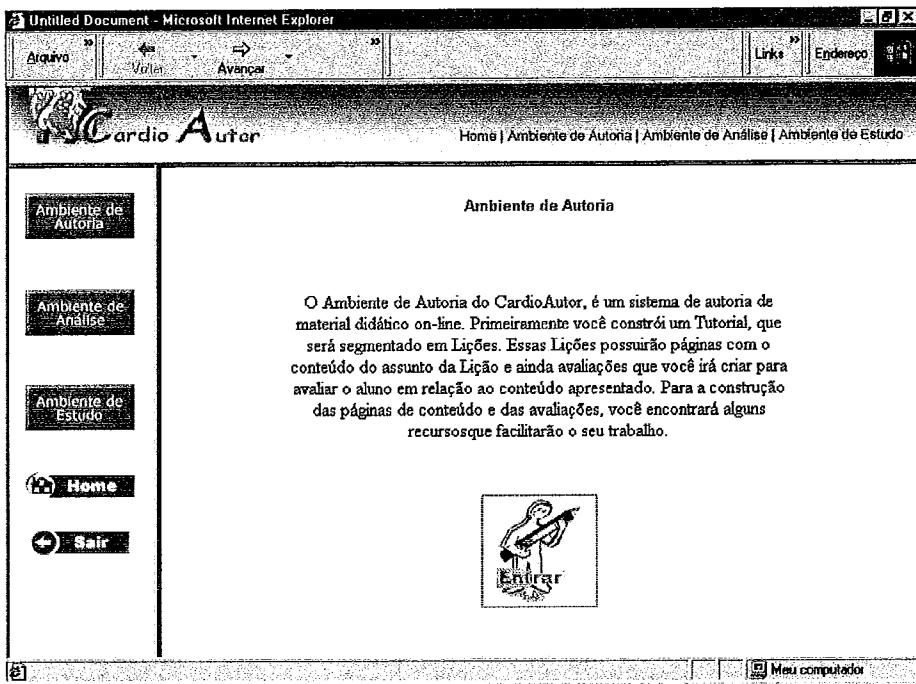 Untitled Document - Microsoft Internet Explorer
Arquivo
Voltar
Avançar
Links
Endereço
Cardio Autor
Home | Ambiente de Autoria | Ambiente de Análise | Ambiente de Estudo
Ambiente de
Autoria
Ambiente de
Análise
Ambiente de
Estudo
Home
Sair
Ambiente de Autoria
O Ambiente de Autoria do CardioAutor, é um sistema de autoria de
material didático on-line. Primeiramente você constrói um Tutorial, que
será segmentado em Lições. Essas Lições possuirão páginas com o
conteúdo do assunto da Lição e ainda avaliações que você irá criar para
avaliar o aluno em relação ao conteúdo apresentado. Para a construção
das páginas de conteúdo e das avaliações, você encontrará alguns
recursosque facilitarão o seu trabalho.
Entrar
Meu computador